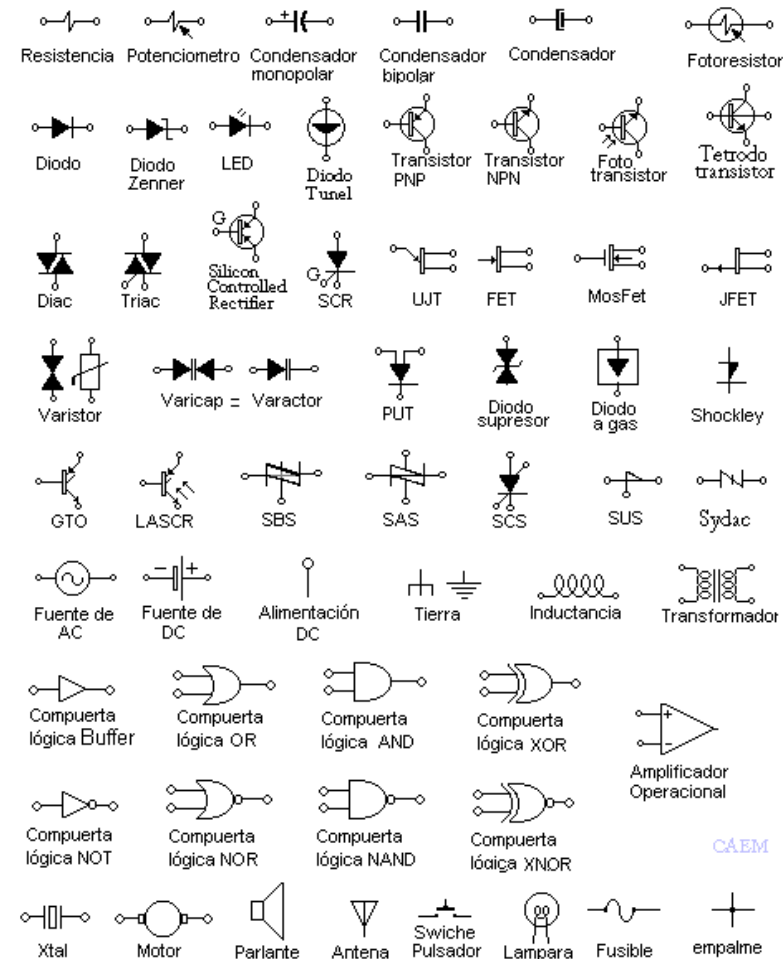 +
Resistencia Potenciometro Condensador Condensador Condensador Fotoresistor
monopolar bipolar
Diodo Diodo LED Diodo Transistor Transistor Foto Tetrodo
Zenner Tunel PNP NPN transistor transistor
G
Diac Triac Silicon G SCR UJT FET MosFet JFET
Controlled
Rectifier
Varistor Varicap = Varactor PUT Diodo Diodo Shockley
supresor a gas
GTO LASCR SBS SAS SCS SUS Sydac
- +
Fuente de Fuente de Alimentación Tierra Inductancia Transformador
AC DC DC
Compuerta Compuerta Compuerta Compuerta
lógica Buffer lógica OR lógica AND lógica XOR
+
-
Amplificador
Operacional
Compuerta Compuerta Compuerta Compuerta
lógica NOT lógica NOR lógica NAND lógica XNOR
CAEM
Xtal Motor Parlante Antena Swiche Lampara Fusible empalme
Pulsador